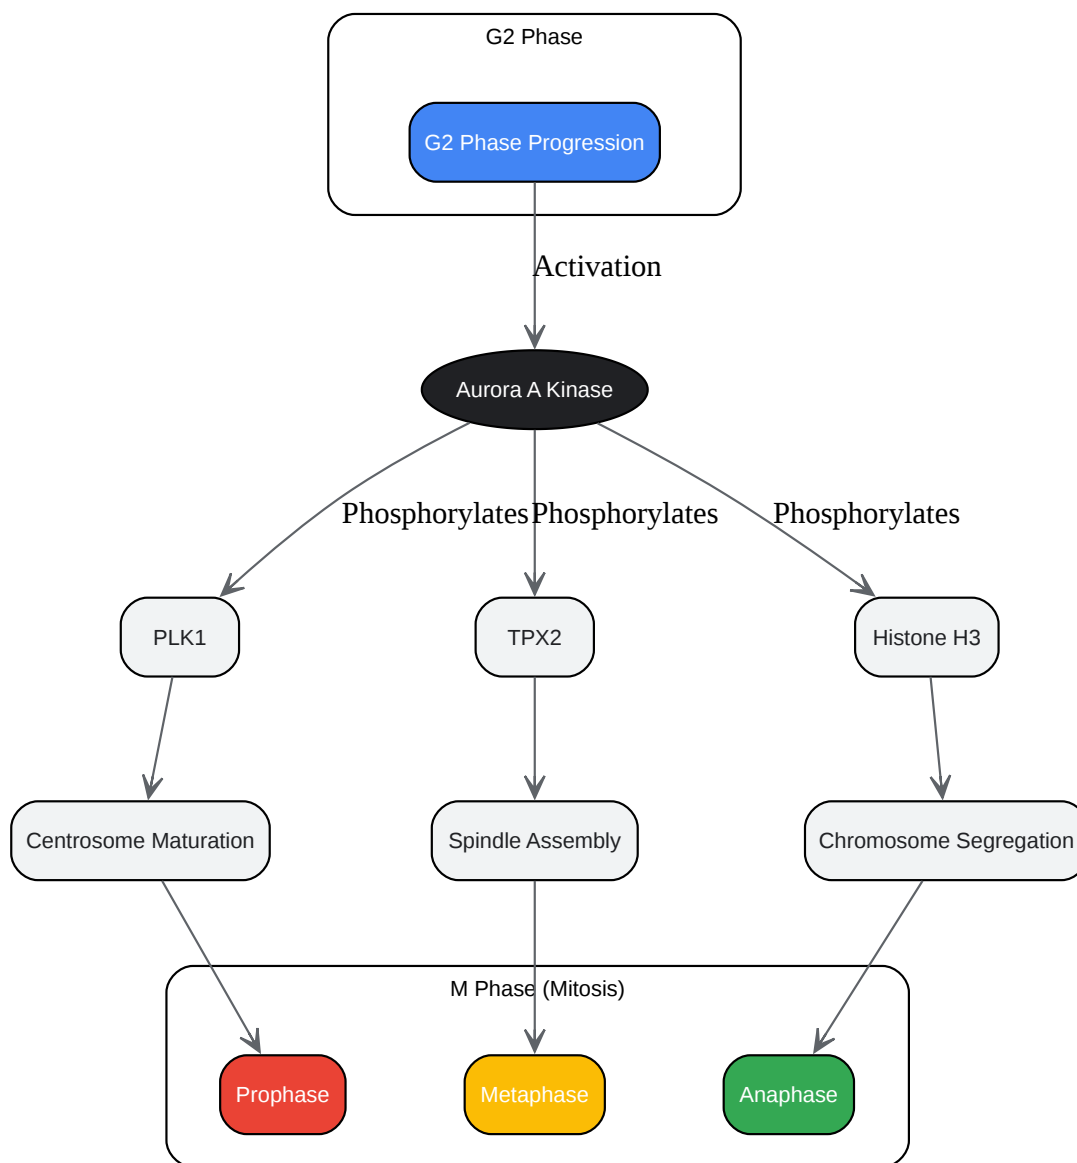 G2 Phase
G2 Phase Progression
Activation
Aurora A Kinase
Phosphorylates
Phosphorylates
Phosphorylates
PLK1
TPX2
Histone H3
Centrosome Maturation
Spindle Assembly
Chromosome Segregation
M Phase (Mitosis)
Prophase
Metaphase
Anaphase